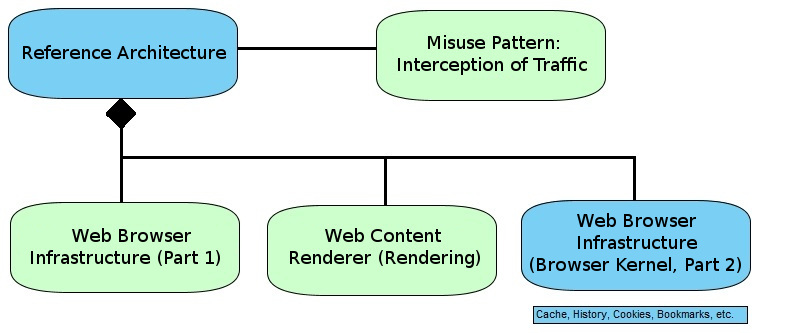 Reference Architecture
Misuse Pattern:
Interception of Traffic
Web Browser
Infrastructure (Part 1)
Web Content
Renderer (Rendering)
Web Browser
Infrastructure
(Browser Kernel, Part 2)
Cache, History, Cookies, Bookmarks, etc.